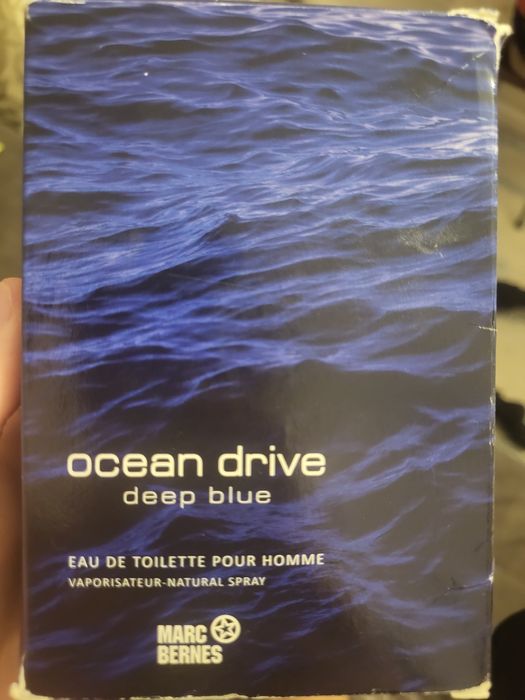 ocean drive
deep blue
EAU DE TOILETTE POUR HOMME
VAPORISATEUR-NATURAL SPRAY
MARC
BERNES